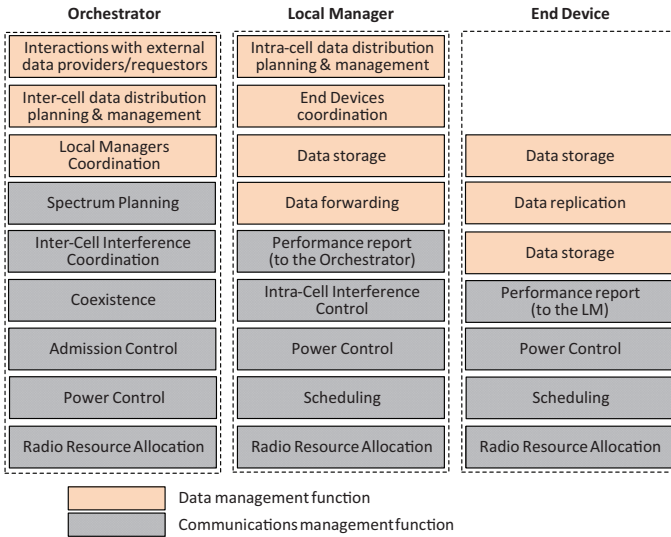 Orchestrator
Interactions with external
data providers/requestors
Inter-cell data distribution
planning & management
Local Managers
Coordination
Spectrum Planning
Inter-Cell Interference
Coordination
Coexistence
Admission Control
Power Control
Radio Resource Allocation
Local Manager
Intra-cell data distribution
planning & management
End Devices
coordination
Data storage
Data forwarding
Performance report
(to the Orchestrator)
Intra-Cell Interference
Control
Power Control
Scheduling
Radio Resource Allocation
End Device
Data storage
Data replication
Data storage
Performance report
(to the LM)
Power Control
Scheduling
Radio Resource Allocation
Data management function
Communications management function